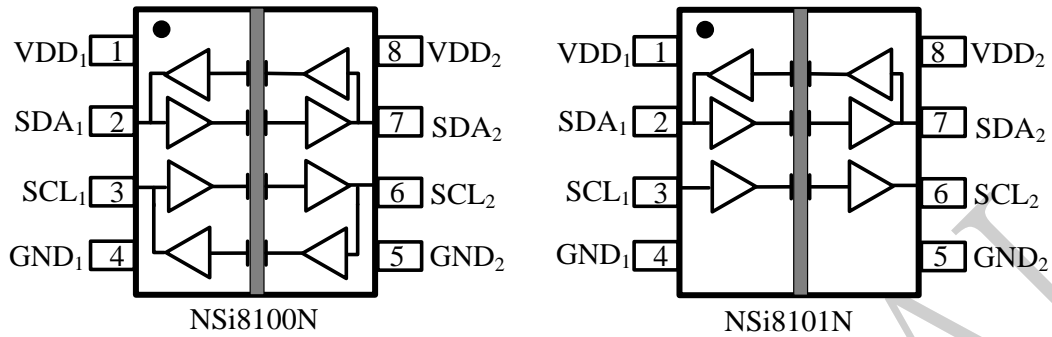 VDD₁ 1 8 VDD₂
SDA₁ 2 7 SDA₂
SCL₁ 3 6 SCL₂
GND₁ 4 5 GND₂
NSi8100N
VDD₁ 1 8 VDD₂
SDA₁ 2 7 SDA₂
SCL₁ 3 6 SCL₂
GND₁ 4 5 GND₂
NSi8101N